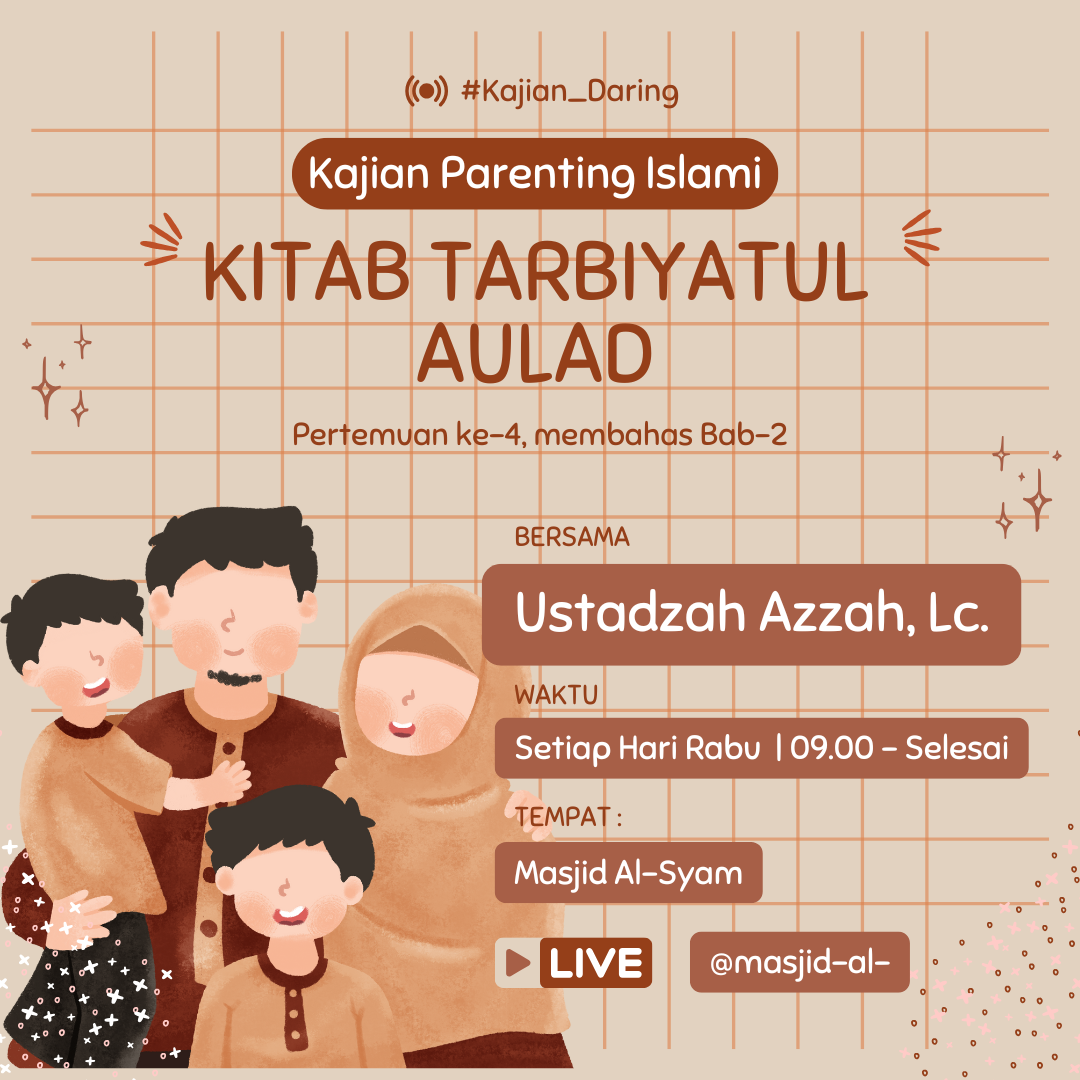 #Kajian_Daring
Kajian Parenting Islami
KITAB TARBIYATUL
AULAD
Pertemuan ke-4, membahas Bab-2
BERSAMA
Ustadzah Azzah, Lc.
WAKTU
Setiap Hari Rabu | 09.00 - Selesai
TEMPAT :
Masjid Al-Syam
LIVE
@masjid-al-